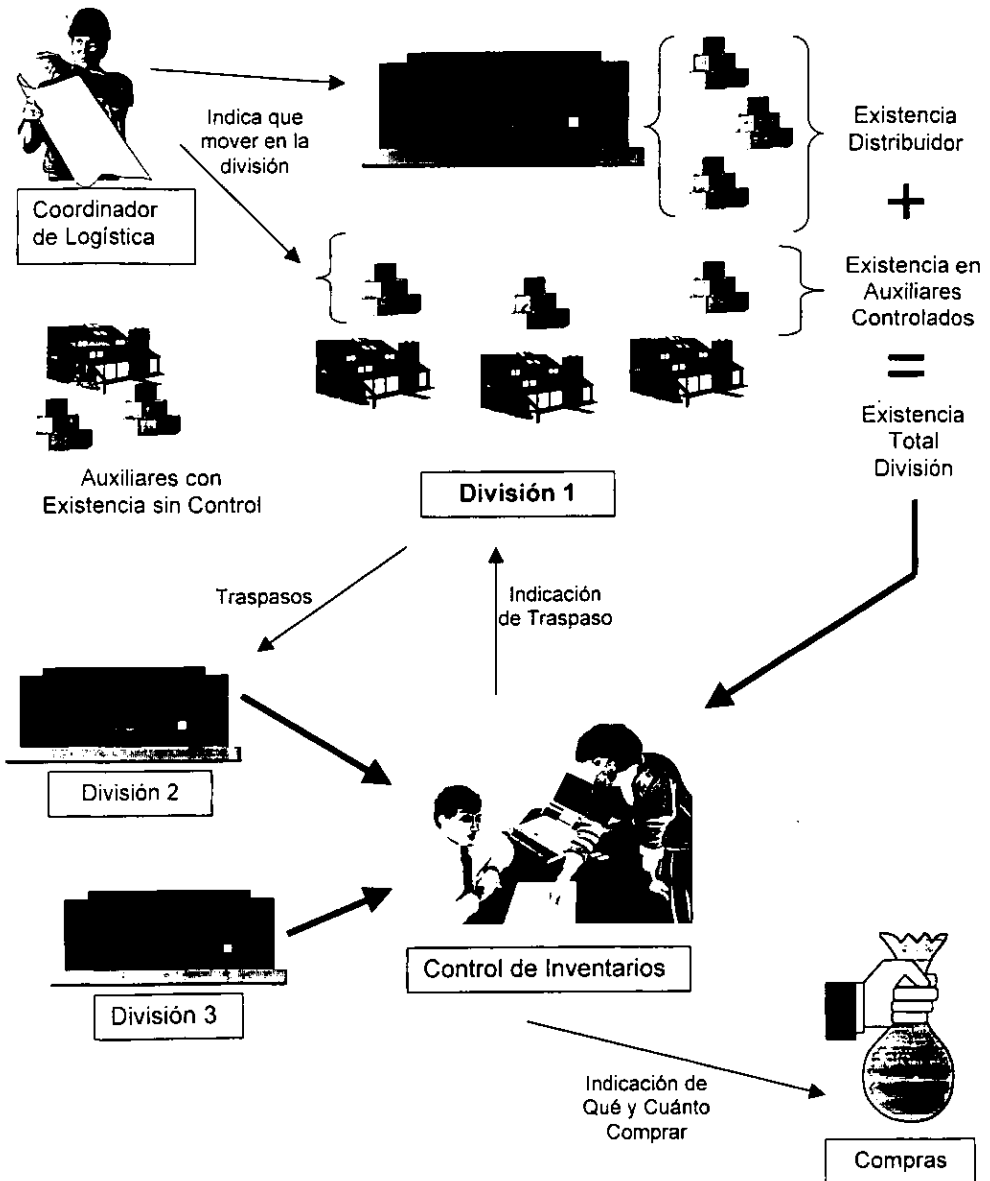 Indica que
mover en la
división
Coordinador
de Logística
Existencia
Distribuidor
+
Existencia en
Auxiliares
Controlados
=
Existencia
Total
División
Auxiliares con
Existencia sin Control
División 1
Traspasos
Indicación
de Traspaso
División 2
División 3
Control de Inventarios
Indicación de
Qué y Cuánto
Comprar
Compras